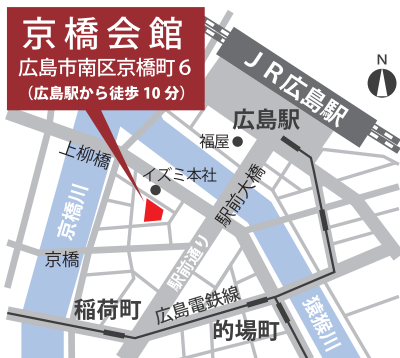 京橋会館
広島市南区京橋町6
（広島駅から徒歩10分）
JR広島駅
N
広島駅
福屋
上柳橋
イズミ本社
駅前大橋
京橋川
京橋
駅前通り
稲荷町
広島電鉄線
的場町
猿猴川